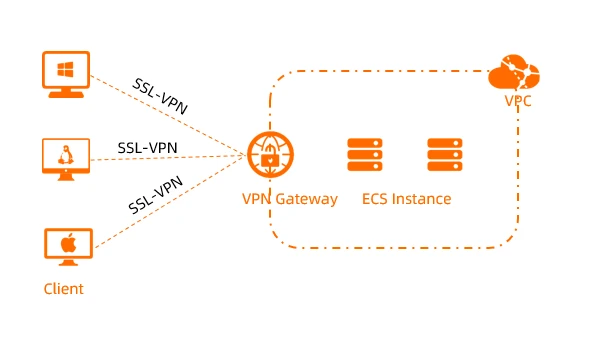 SSL-VPN
SSL-VPN
SSL-VPN
VPC
VPN Gateway
ECS Instance
Client